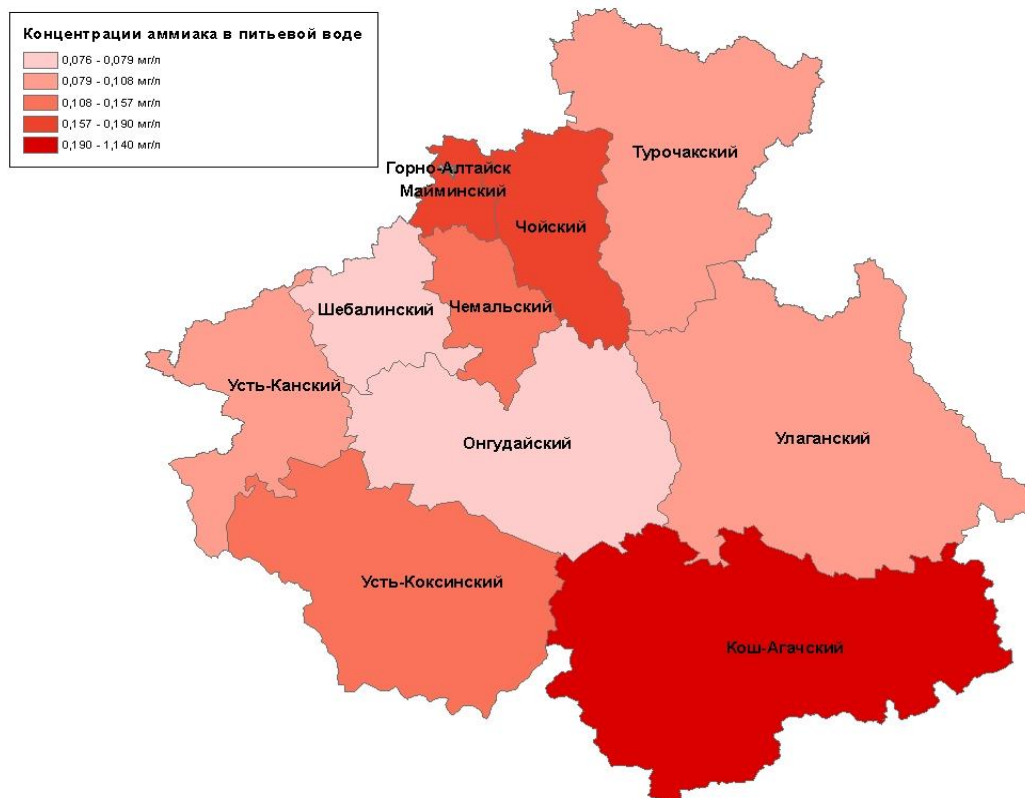 Концентрации аммиака в питьевой воде
0,076 - 0,079 мг/л
0,079 - 0,108 мг/л
0,108 - 0,157 мг/л
0,157 - 0,190 мг/л
0,190 - 1,140 мг/л
Турочакский
Горно-Алтайск
Майминский
Чойский
Шебалинский
Чемальский
Усть-Канский
Онгудайский
Улаганский
Усть-Коксинский
Кош-Агачский